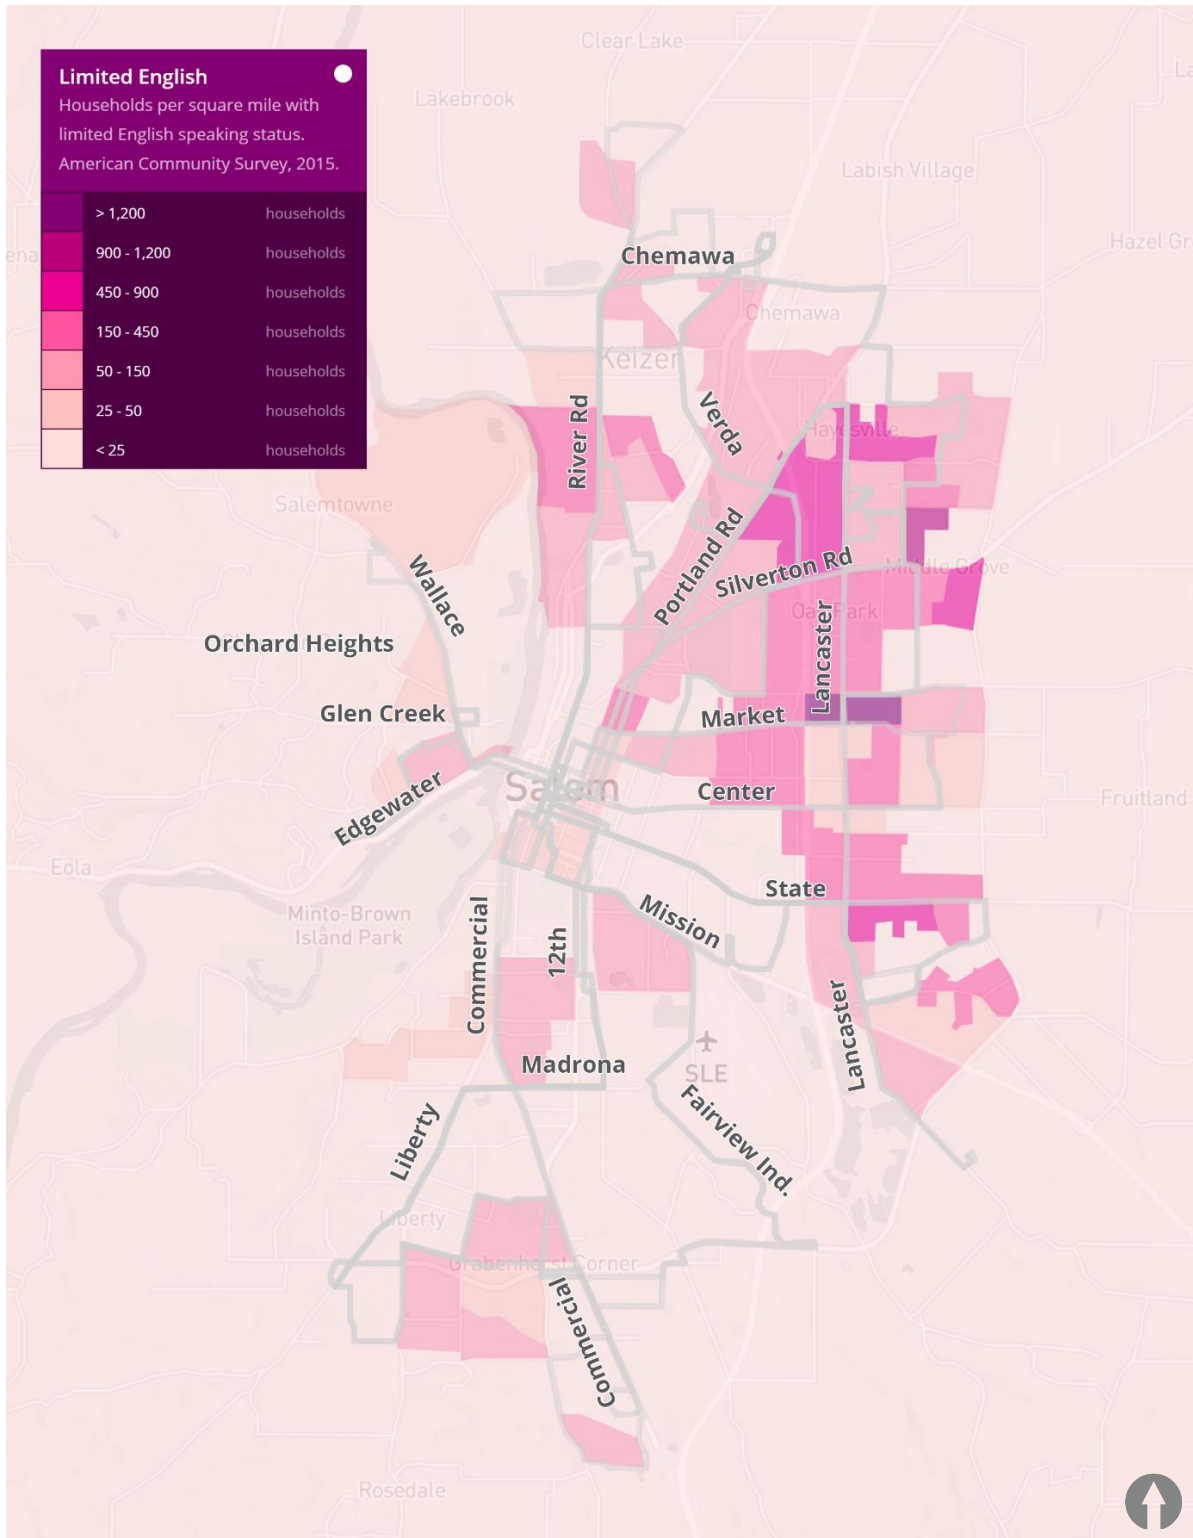 Clear Lake
Lakebrook
Labish Village
Limited English
Households per square mile with
limited English speaking status.
American Community Survey, 2015.
> 1,200 households
900 - 1,200 households
450 - 900 households
150 - 450 households
50 - 150 households
25 - 50 households
< 25 households
La
Hazel Gr
ena
Chemawa
Chemawa
Keizer
River Rd
Verda
Hayesville
Salemtowne
Portland Rd
Silverton Rd
Middle Grove
Wallace
Oak Park
Lancaster
Orchard Heights
Glen Creek
Market
Edgewater
Salem
Center
Fruitland
Eola
State
Minto-Brown
Island Park
Mission
Commercial
12th
Lancaster
Madrona
SLE
Fairview Ind.
Liberty
Liberty
Grabenhorst Corner
Commercial
Rosedale